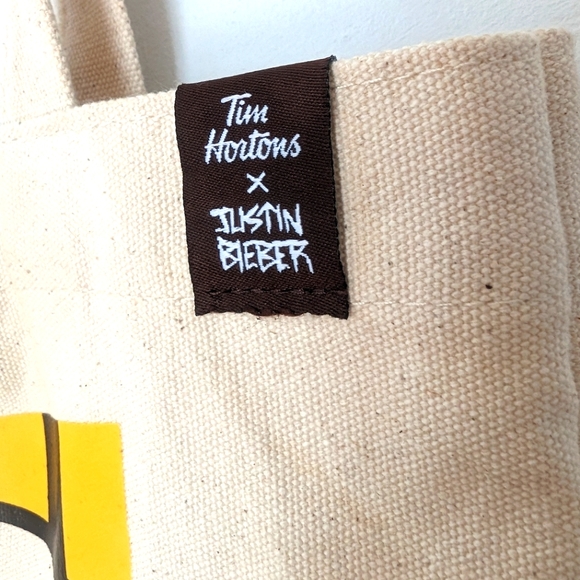 Tim
Hortons
×
JUSTIN
BIEBER